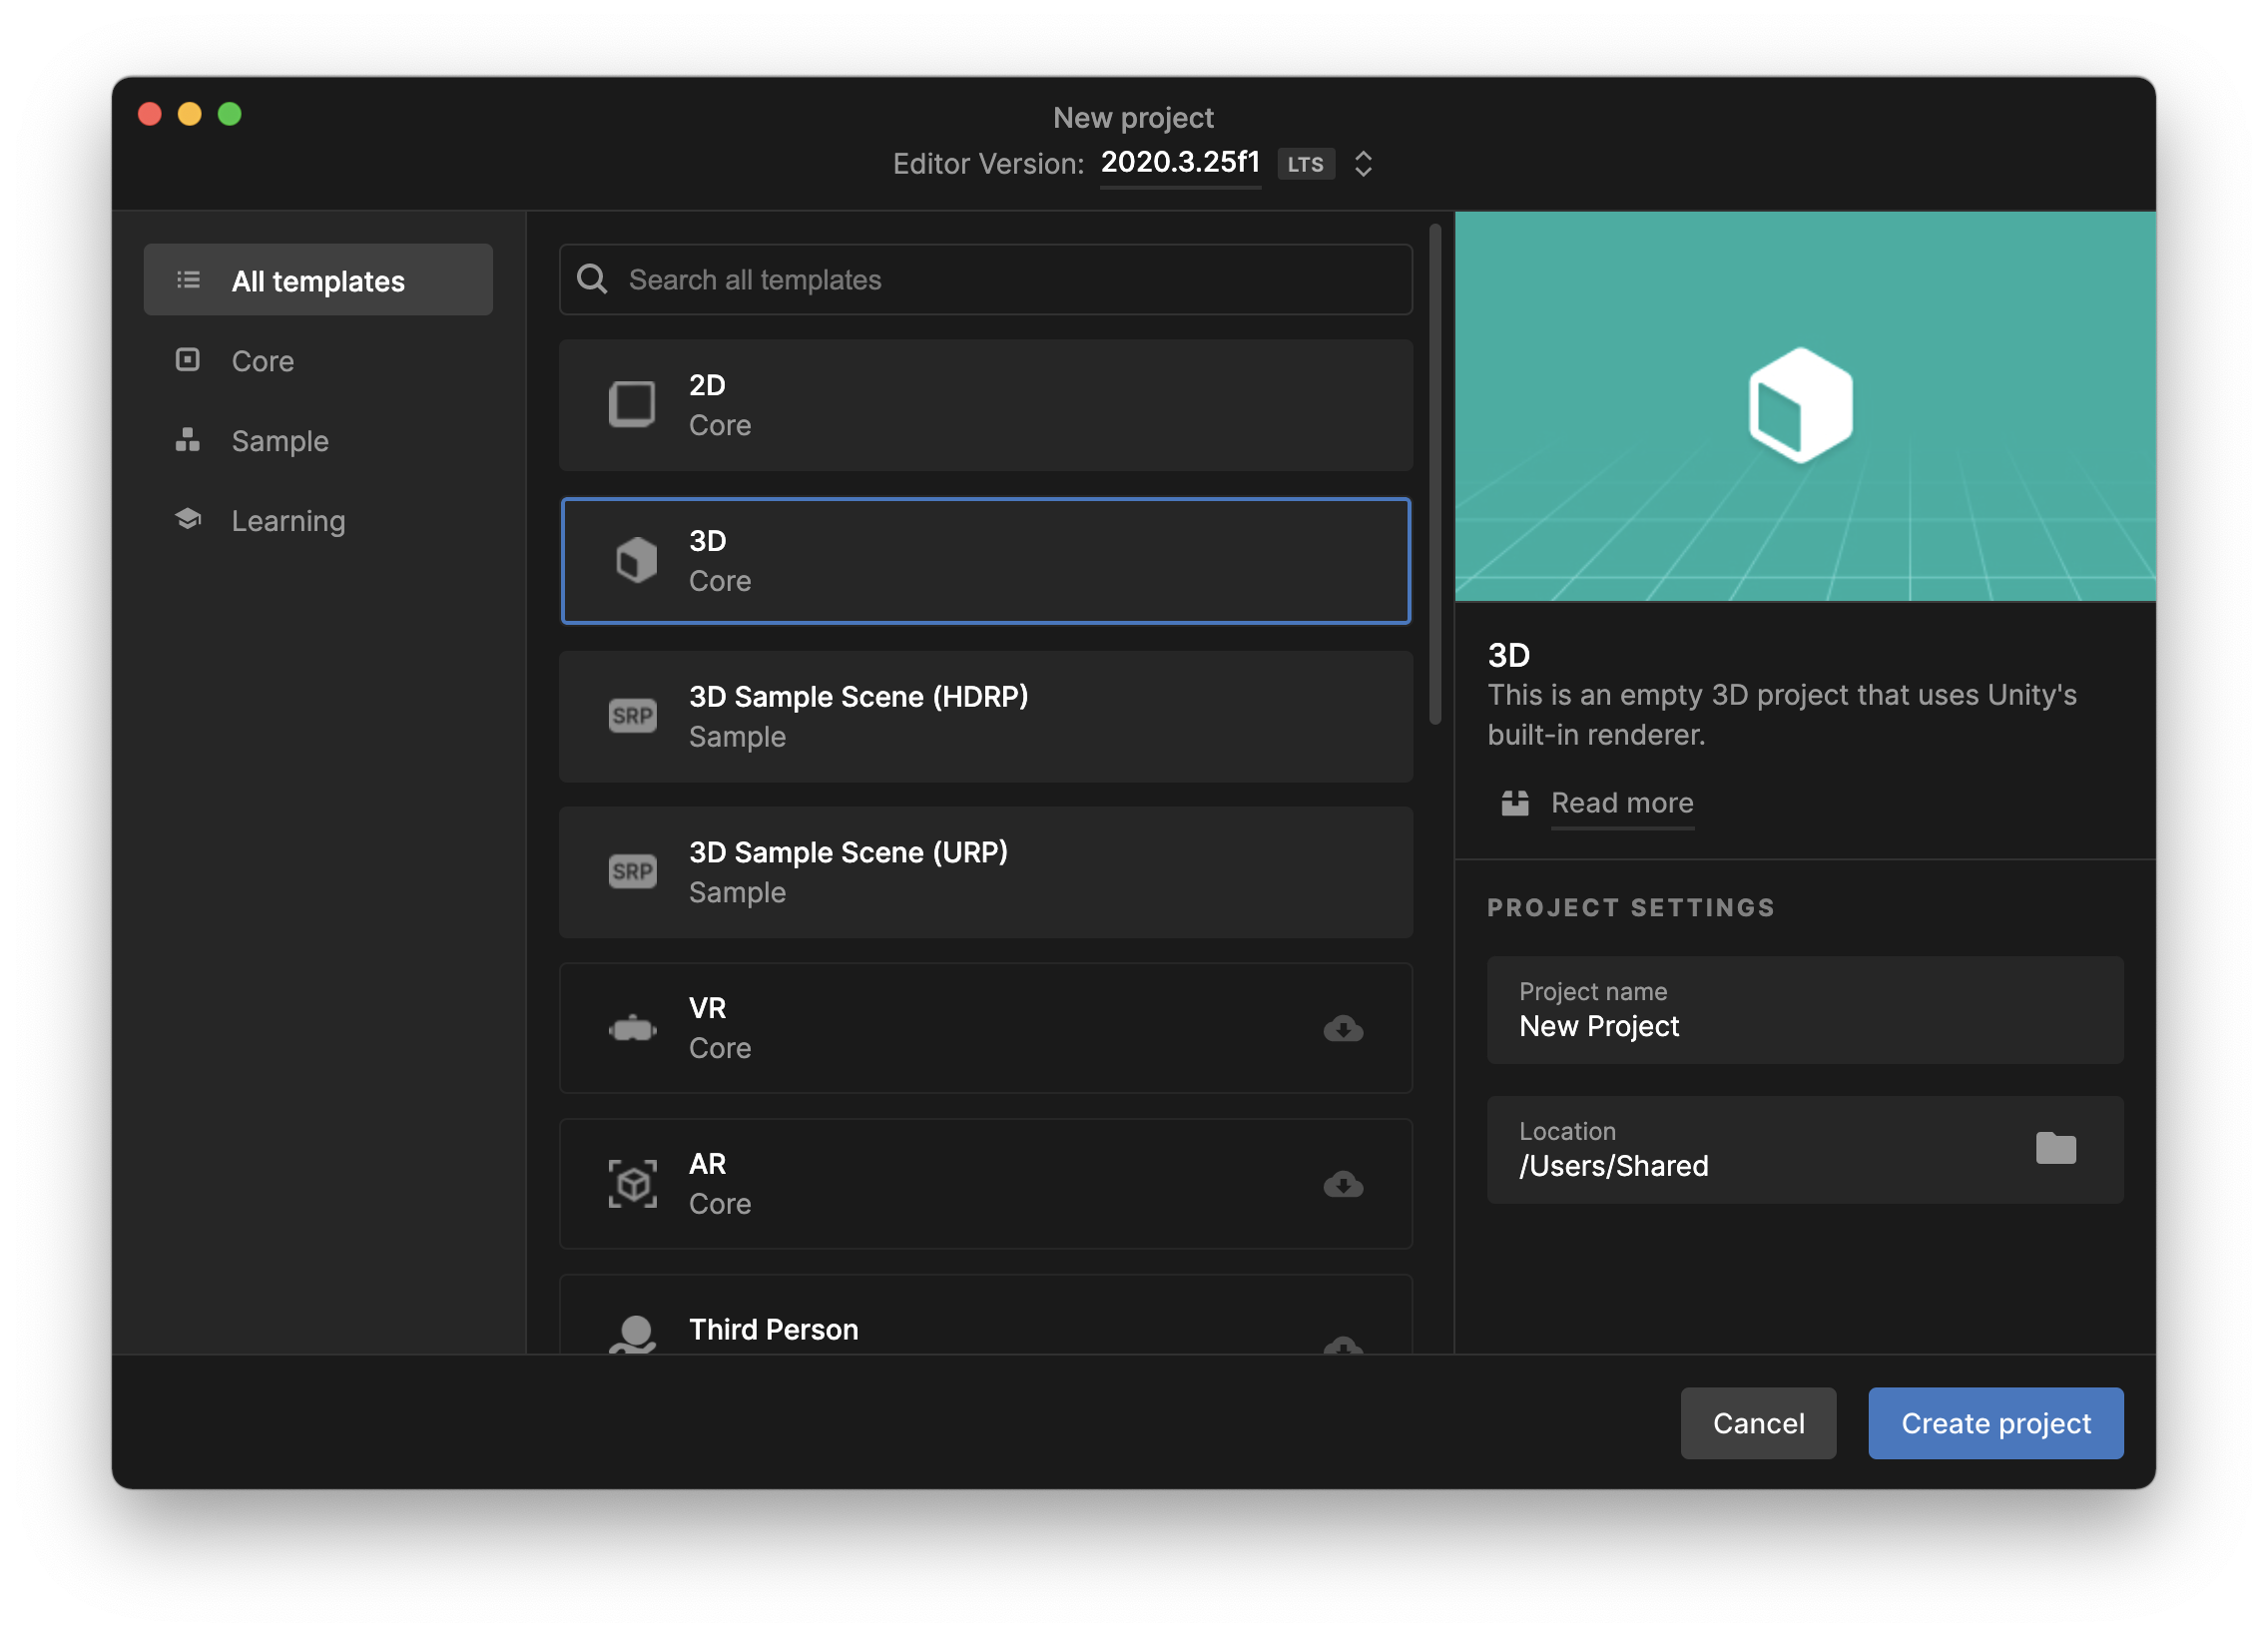 New project
Editor Version: 2020.3.25f1 LTS
All templates
Core
Sample
Learning
Search all templates
2D
Core
3D
Core
SRP
3D Sample Scene (HDRP)
Sample
SRP
3D Sample Scene (URP)
Sample
VR
Core
AR
Core
Third Person
3D
This is an empty 3D project that uses Unity's
built-in renderer.
Read more
PROJECT SETTINGS
Project name
New Project
Location
/Users/Shared
Cancel
Create project